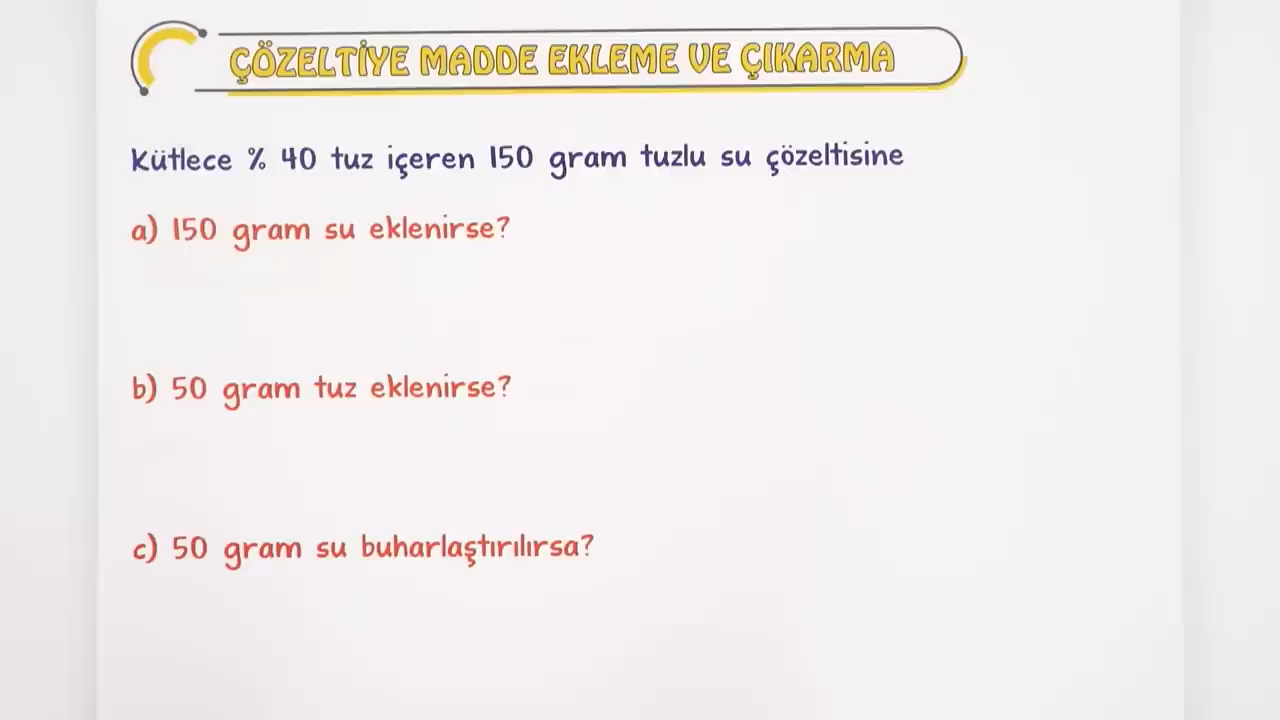 ÇÖZELTİYE MADDE EKLEME VE ÇIKARMA
Kütlece % 40 tuz içeren 150 gram tuzlu su çözeltisine
a) 150 gram su eklenirse?
b) 50 gram tuz eklenirse?
c) 50 gram su buharlaştırılırsa?